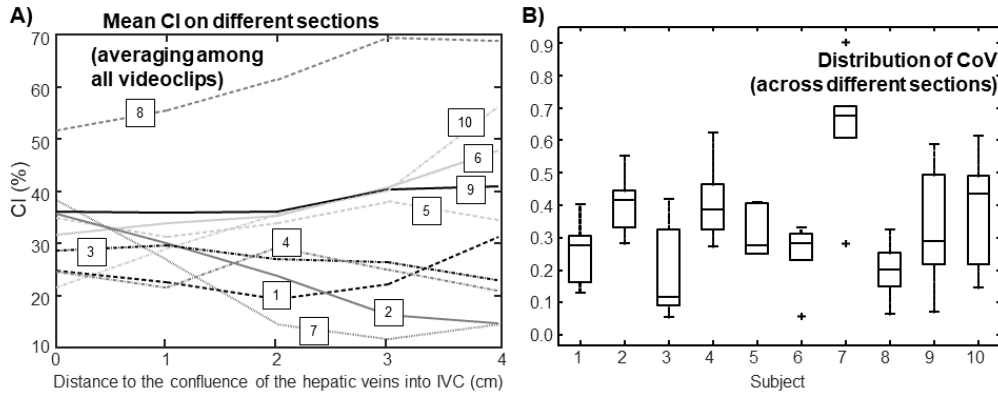 A)
Mean CI on different sections
(averaging among
all videoclips)
70
60
50
40
30
20
10
CI (%)
8
10
6
9
5
3
4
1
2
7
0 1 2 3 4
Distance to the confluence of the hepatic veins into IVC (cm)
B)
Distribution of CoV
(across different sections)
0.9
0.8
0.7
0.6
0.5
0.4
0.3
0.2
0.1
0.0
1 2 3 4 5 6 7 8 9 10
Subject